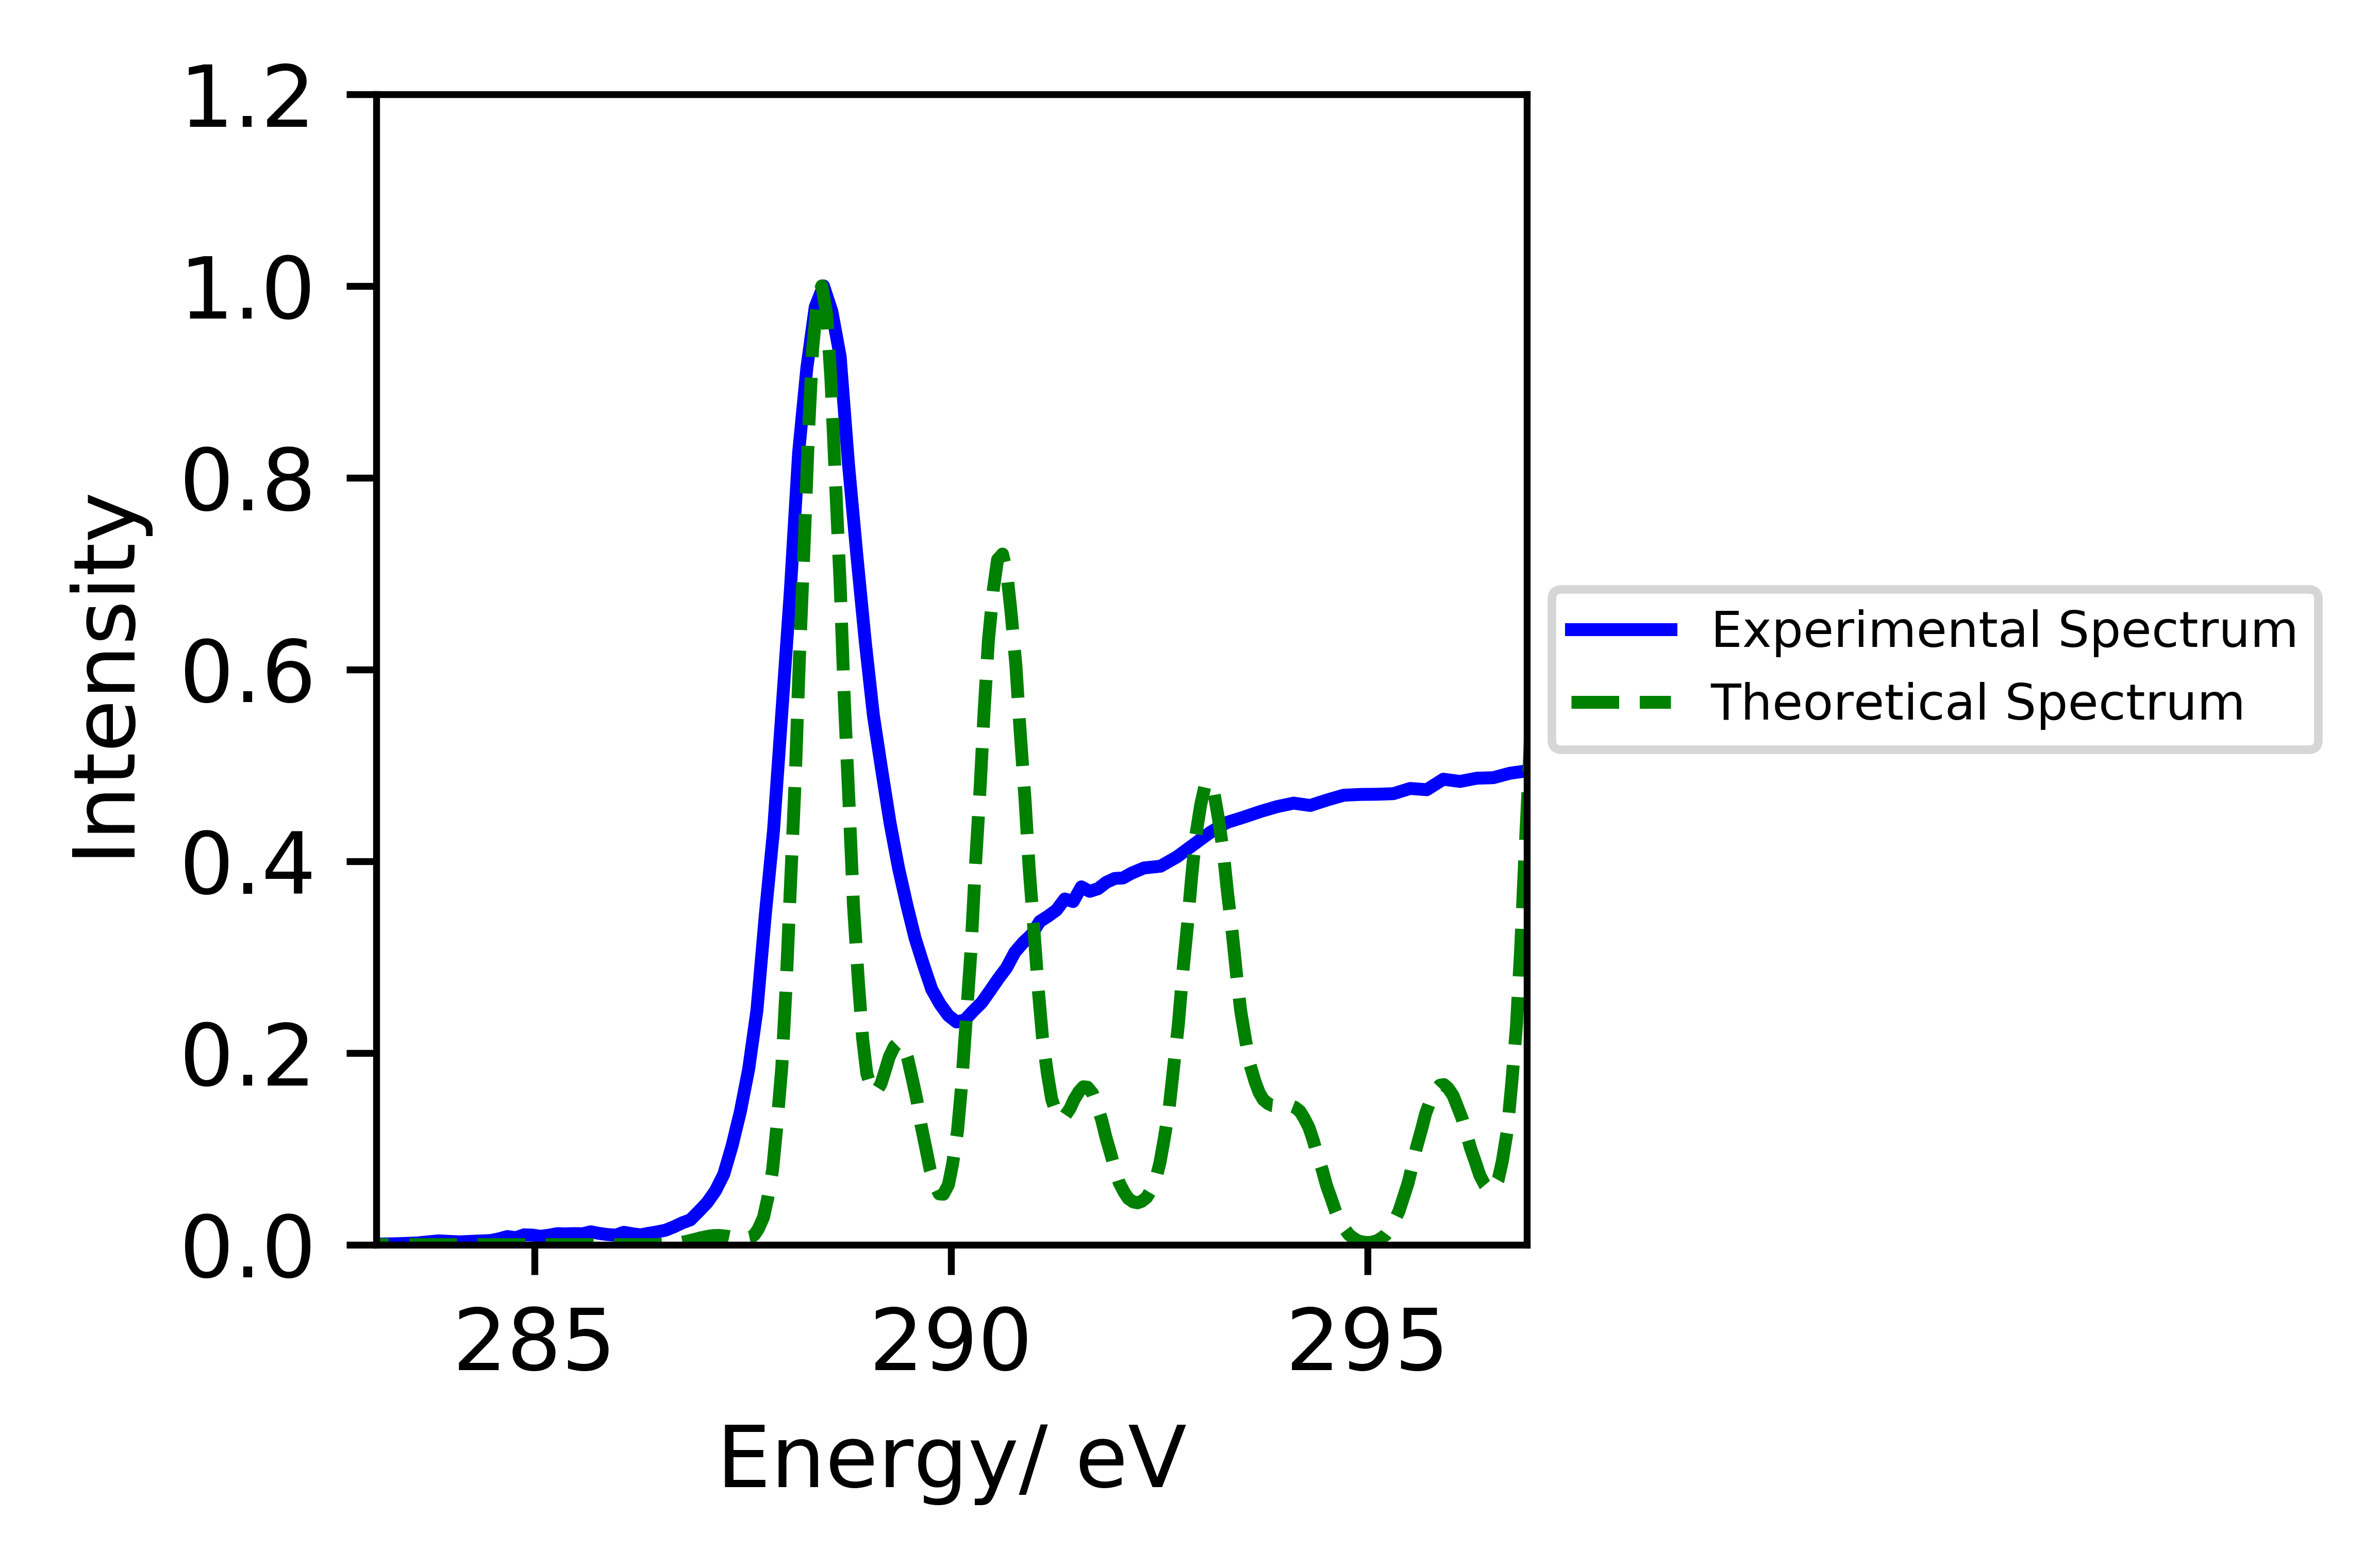 1.2
1.0
0.8
0.6
0.4
0.2
0.0
Intensity
285
290
295
Energy/ eV
Experimental Spectrum
Theoretical Spectrum